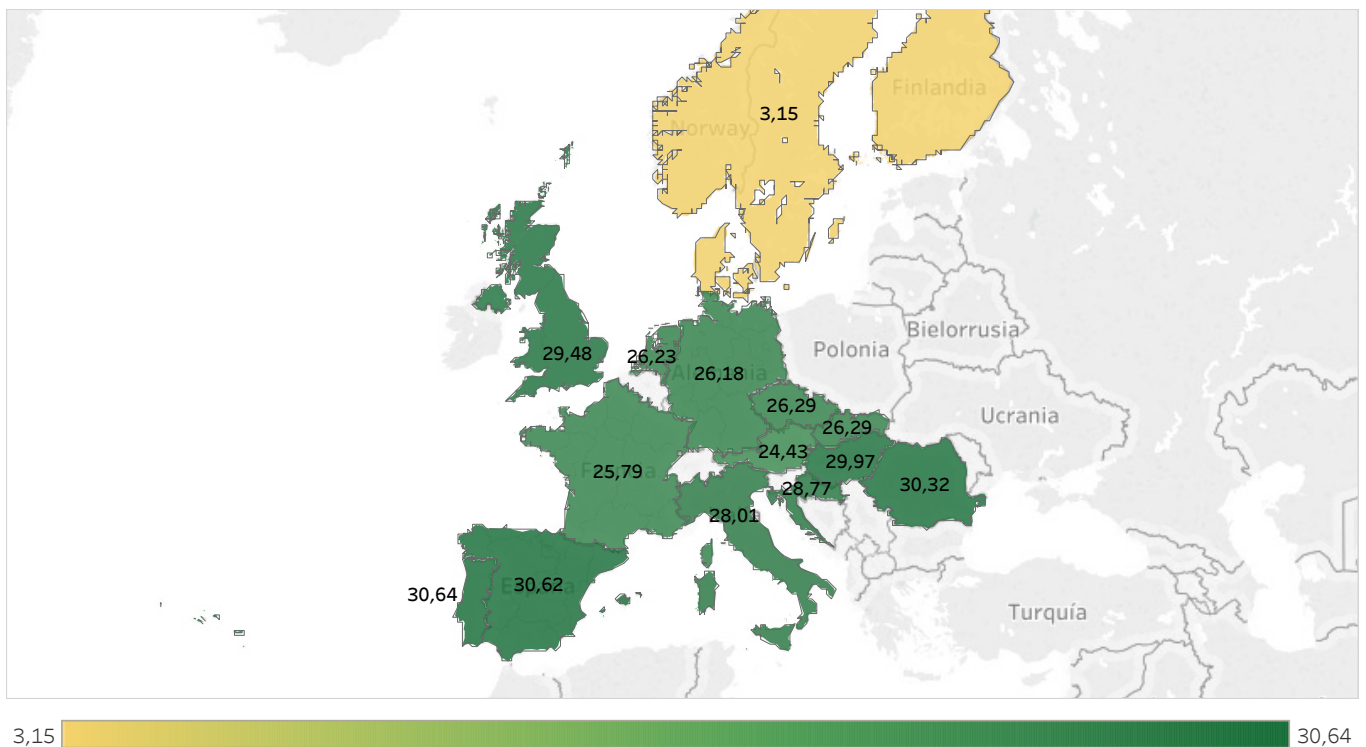 Finlandia
3,15
Norway
Bielorrusia
29,48
26,23
Polonia
26,18
26,29
Ucrania
26,29
24,43
29,97
25,79
30,32
28,77
28,01
30,62
30,64
Turquía
3,15
30,64